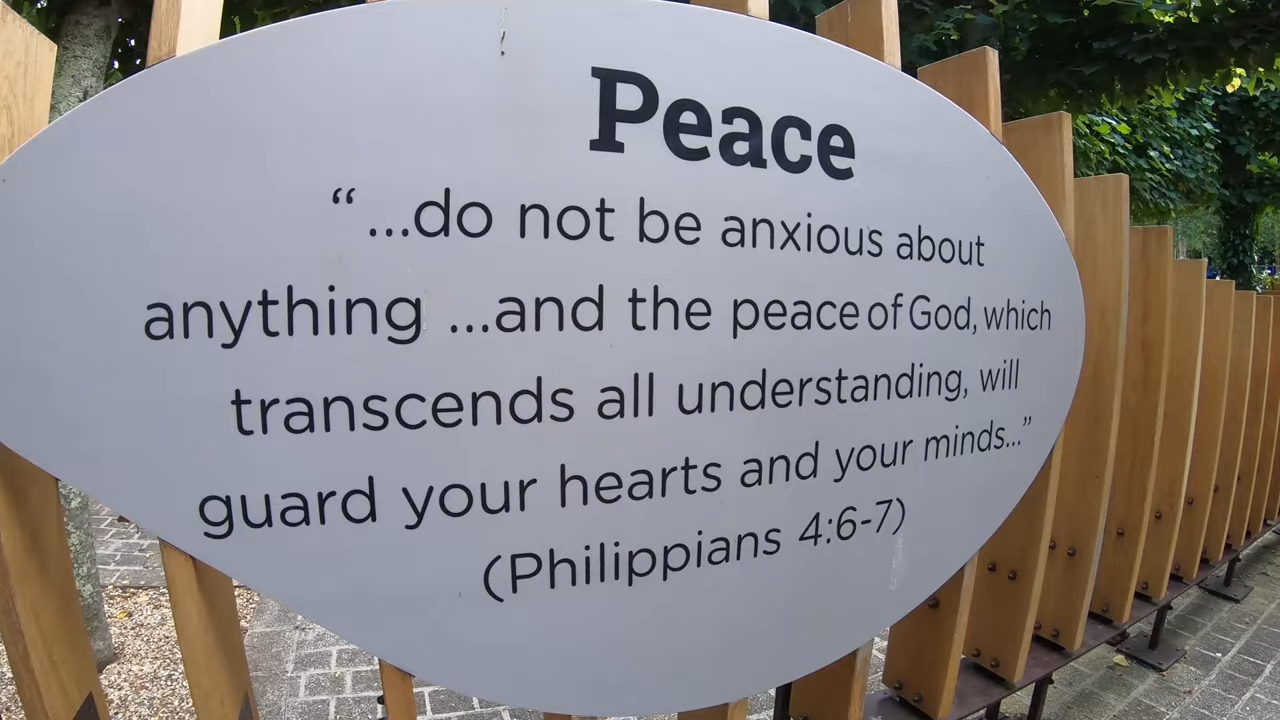 Peace
“...do not be anxious about
anything ...and the peace of God, which
transcends all understanding, will
guard your hearts and your minds...”
(Philippians 4:6-7)